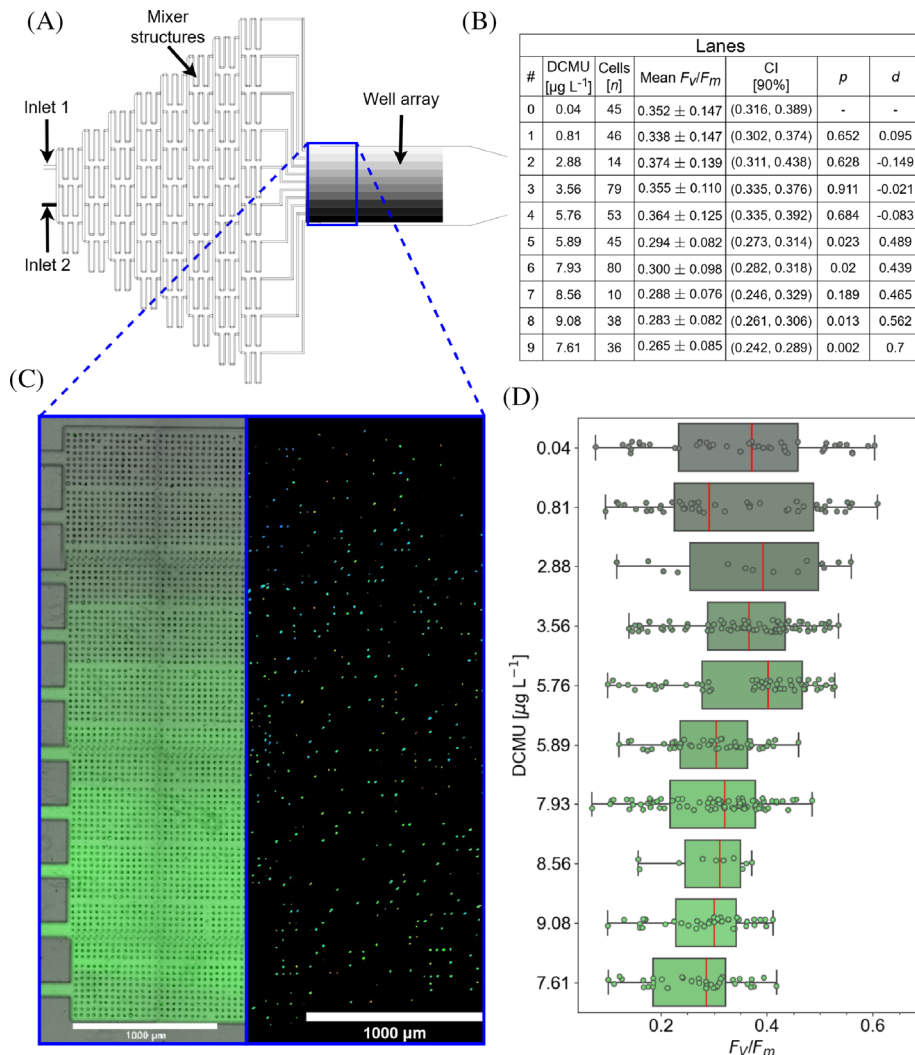 (A)
Mixer
structures
Inlet 1
Inlet 2
Well array
(B)
Lanes
# DCMU [µg L⁻¹] Cells [n] Mean Fᵥ/Fₘ CI [90%] p d
0 0.04 45 0.352 ± 0.147 (0.316, 0.389) - -
1 0.81 46 0.338 ± 0.147 (0.302, 0.374) 0.652 0.095
2 2.88 14 0.374 ± 0.139 (0.311, 0.438) 0.628 -0.149
3 3.56 79 0.355 ± 0.110 (0.335, 0.376) 0.911 -0.021
4 5.76 53 0.364 ± 0.125 (0.335, 0.392) 0.684 -0.083
5 5.89 45 0.294 ± 0.082 (0.273, 0.314) 0.023 0.489
6 7.93 80 0.300 ± 0.098 (0.282, 0.318) 0.02 0.439
7 8.56 10 0.288 ± 0.076 (0.246, 0.329) 0.189 0.465
8 9.08 38 0.283 ± 0.082 (0.261, 0.306) 0.013 0.562
9 7.61 36 0.265 ± 0.085 (0.242, 0.289) 0.002 0.7
(C)
1000 µm
1000 µm
(D)
DCMU [µg L⁻¹]
0.04
0.81
2.88
3.56
5.76
5.89
7.93
8.56
9.08
7.61
0.2 0.4 0.6
Fᵥ/Fₘ